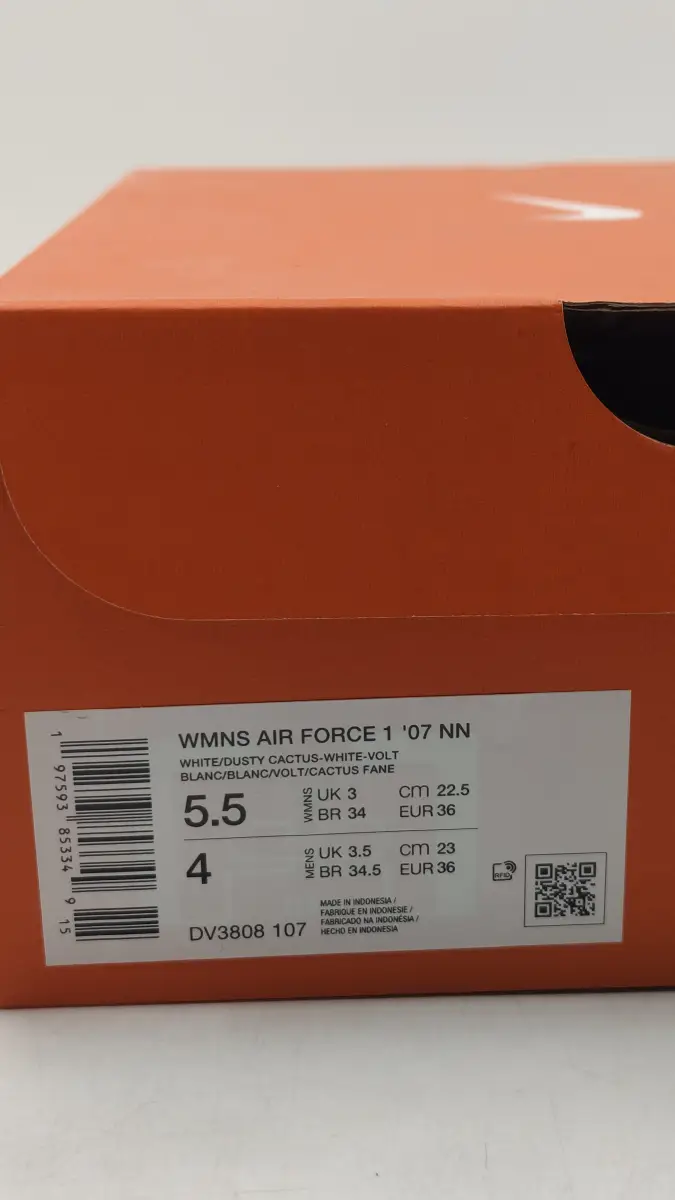 WMNS AIR FORCE 1 '07 NN
WHITE/DUSTY CACTUS-WHITE-VOLT
BLANC/BLANC/VOLT/CACTUS FANE
5.5
WMNS
UK 3 cm 22.5
BR 34 EUR 36
4
MENS
UK 3.5 cm 23
BR 34.5 EUR 36
RFID
DV3808 107
MADE IN INDONESIA /
FABRIQUE EN INDONESIE /
FABRICADO NA INDONÉSIA /
HECHO EN INDONESIA
1 97593 85334 9 15